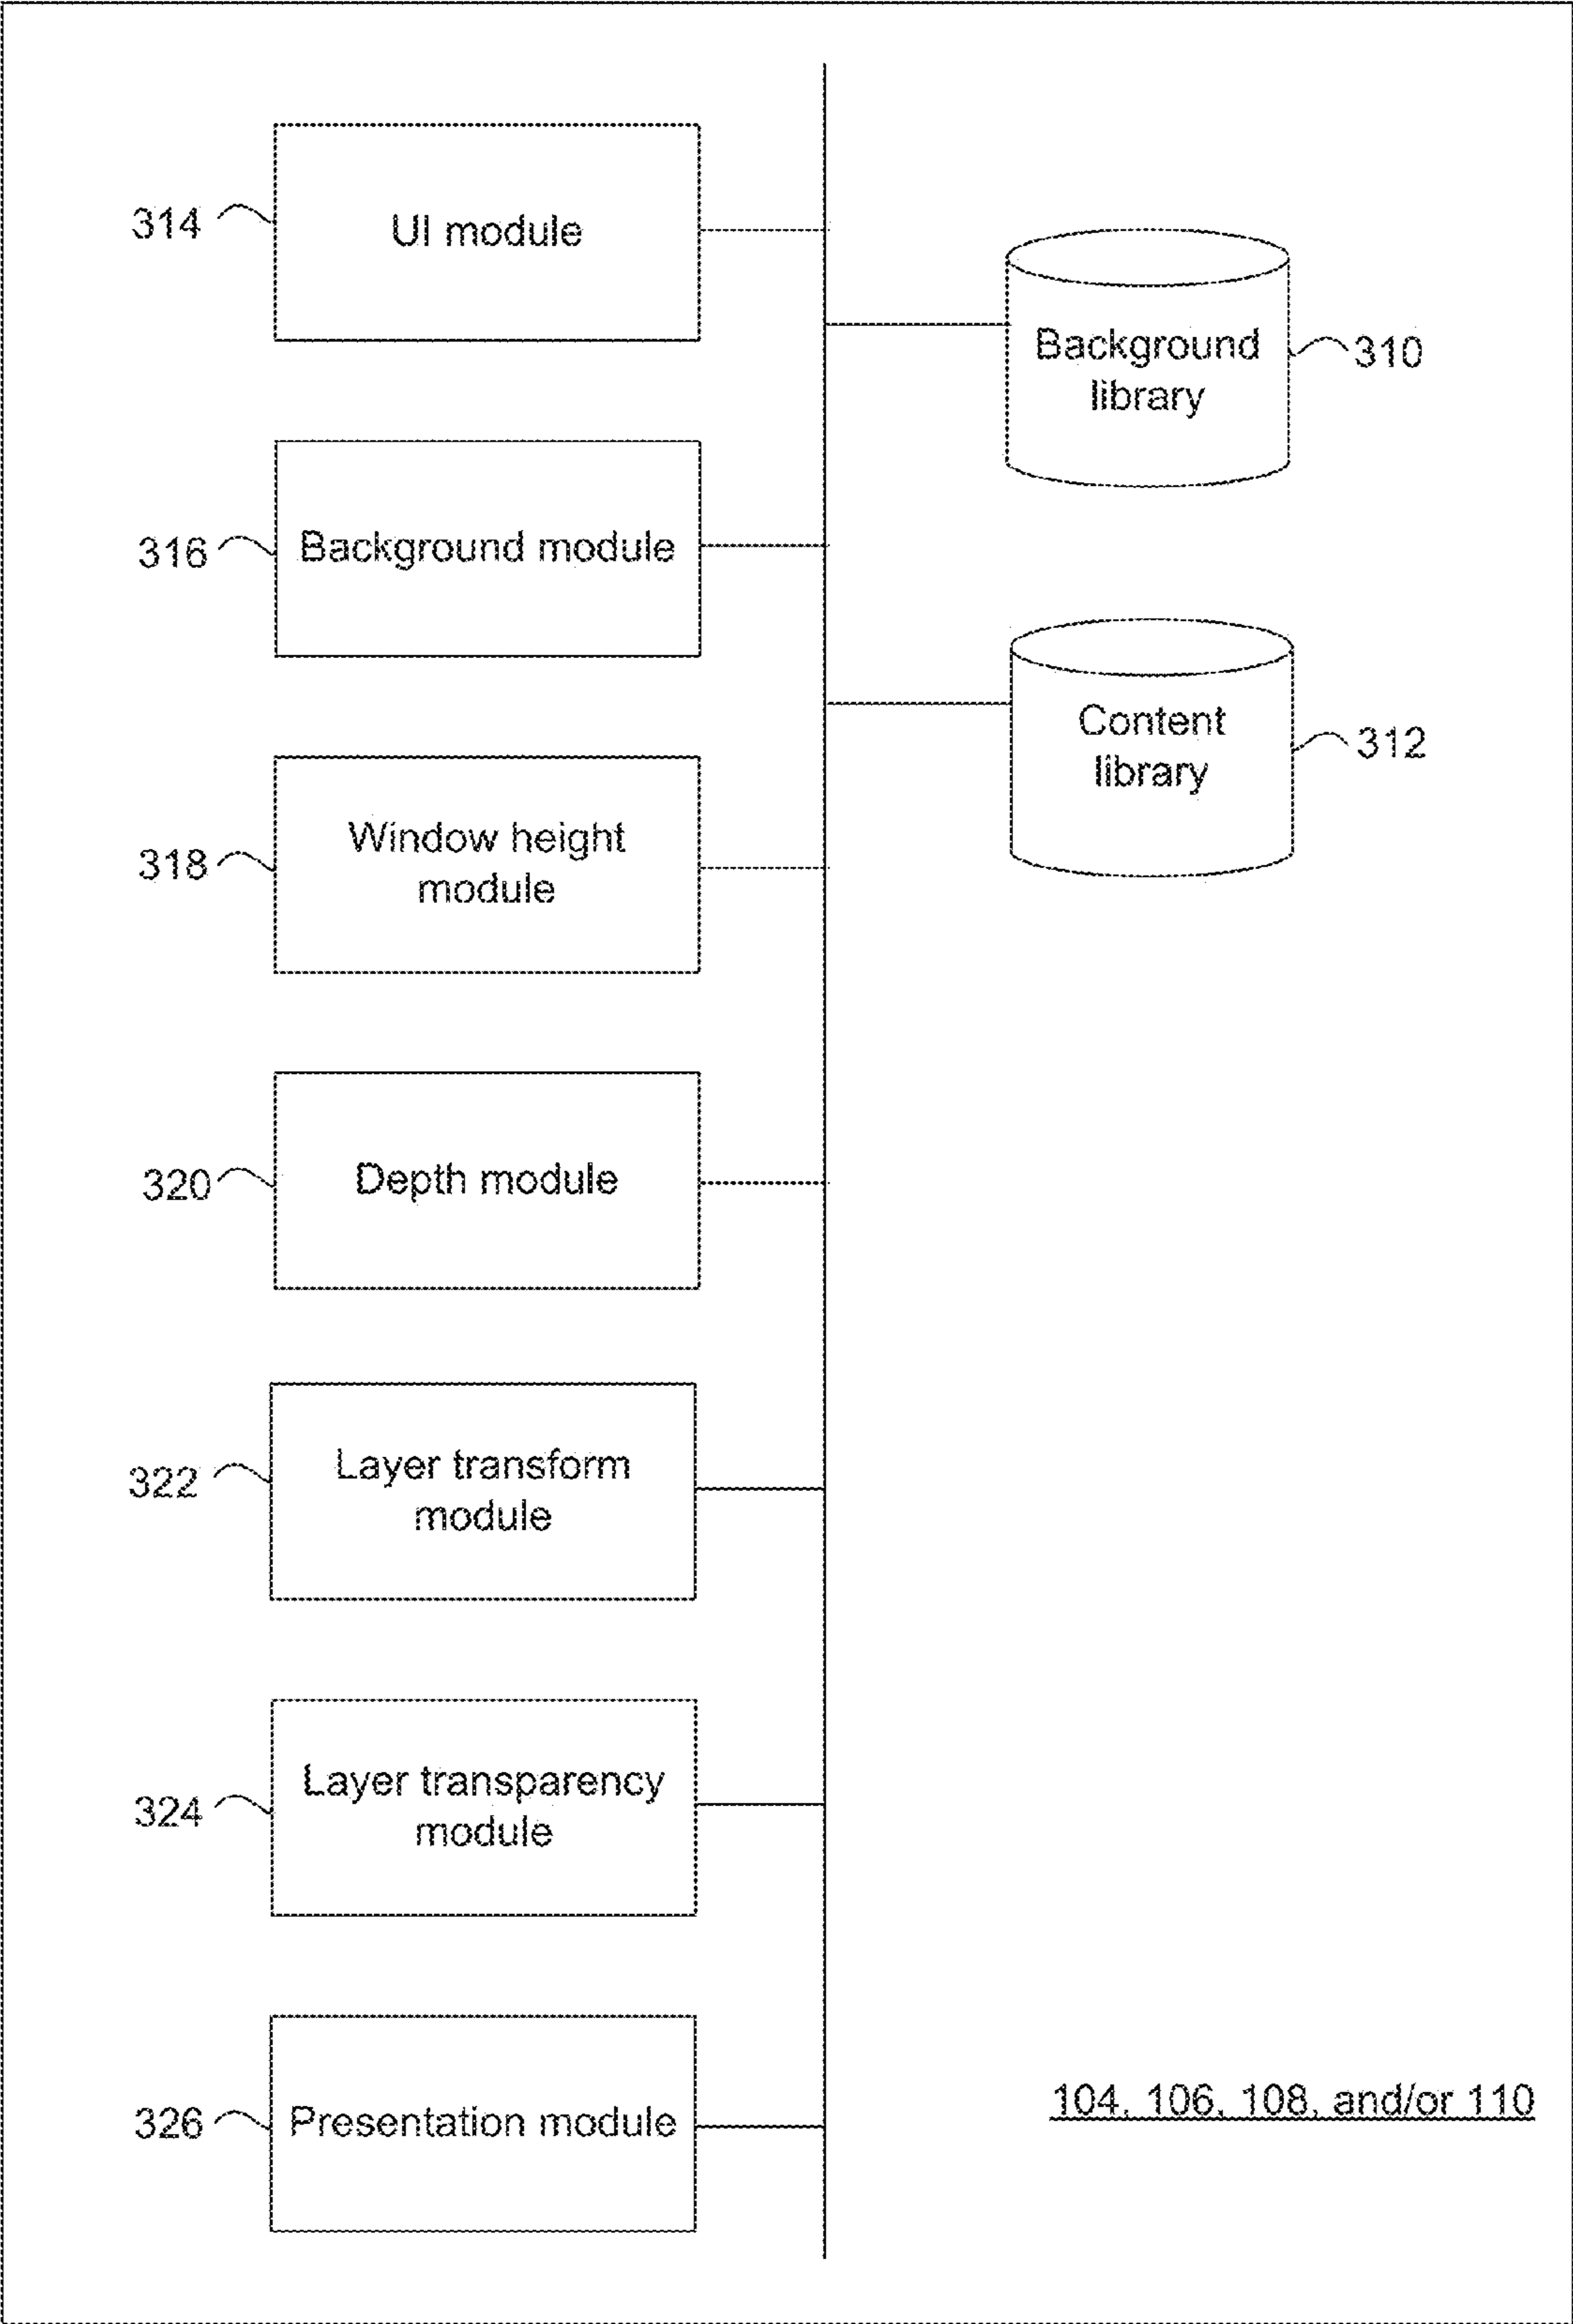 314
UI module
Background
library
310
316
Background module
Content
library
312
318
Window height
module
320
Depth module
322
Layer transform
module
324
Layer transparency
module
326
Presentation module
104, 106, 108, and/or 110